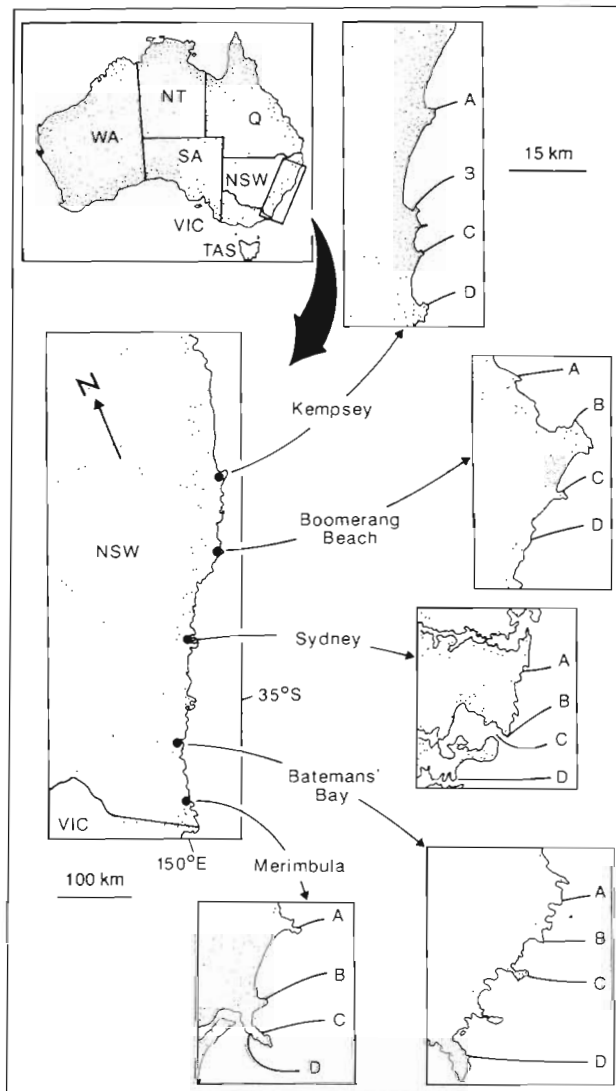 NT
WA
Q
SA
NSW
VIC
TAS
A
3
C
D
15 km
N
NSW
VIC
Kempsey
Boomerang
Beach
A
B
C
D
Sydney
A
B
C
D
35°S
Batemans'
Bay
150°E
100 km
Merimbula
A
B
C
D
A
B
C
D